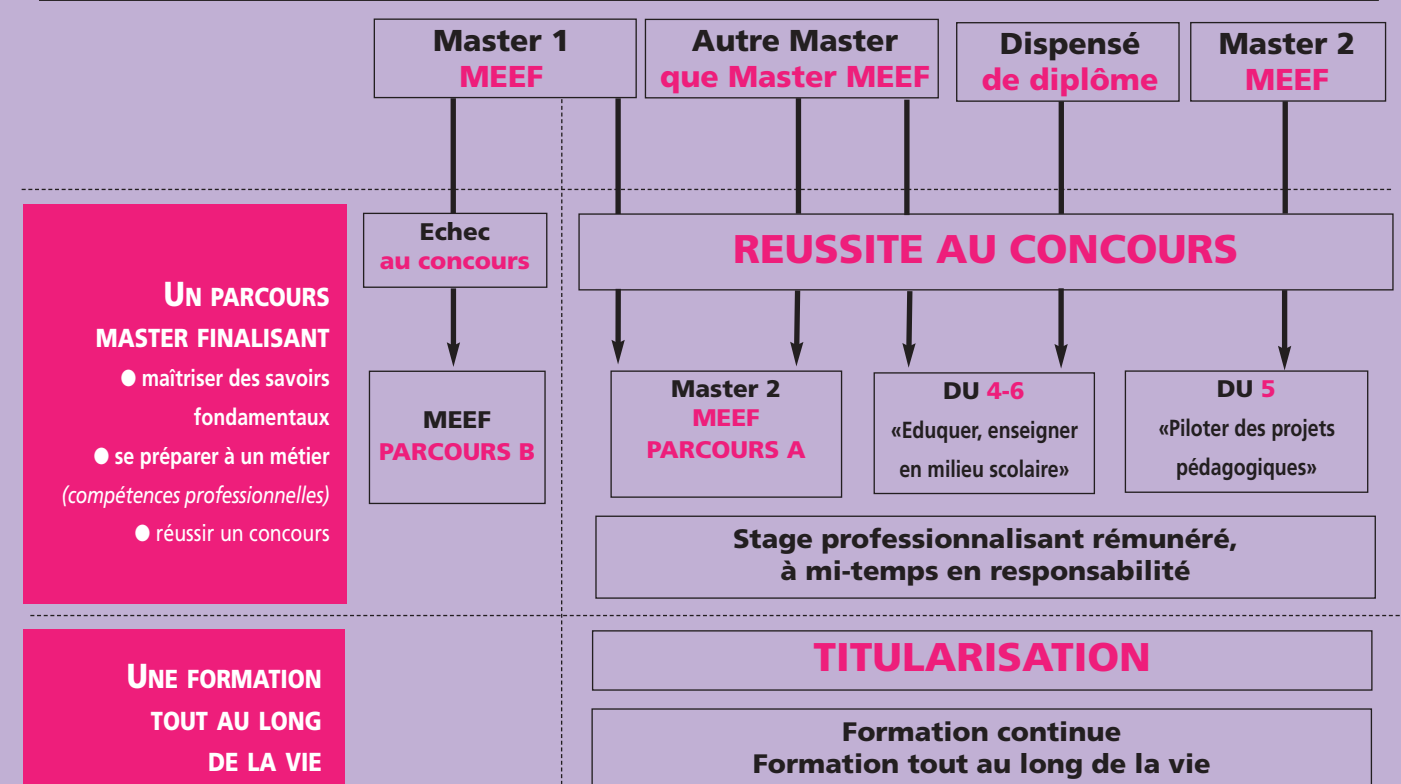 Master 1
MEEF
Autre Master
que Master MEEF
Dispensé
de diplôme
Master 2
MEEF
UN PARCOURS
MASTER FINALISANT
● maîtriser des savoirs
fondamentaux
● se préparer à un métier
(compétences professionnelles)
● réussir un concours
Echec
au concours
REUSSITE AU CONCOURS
MEEF
PARCOURS B
Master 2
MEEF
PARCOURS A
DU 4-6
«Eduquer, enseigner
en milieu scolaire»
DU 5
«Piloter des projets
pédagogiques»
Stage professionnalisant rémunéré,
à mi-temps en responsabilité
UNE FORMATION
TOUT AU LONG
DE LA VIE
TITULARISATION
Formation continue
Formation tout au long de la vie